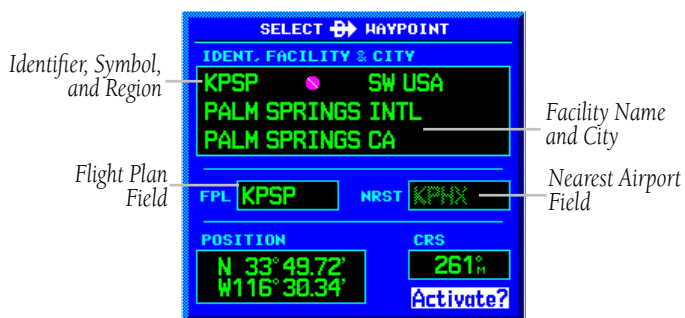 SELECT D WAYPOINT
IDENT, FACILITY & CITY
Identifier, Symbol,
and Region
KPSP SW USA
PALM SPRINGS INTL
PALM SPRINGS CA
Facility Name
and City
Flight Plan
Field
FPL KPSP NRST KPHX
Nearest Airport
Field
POSITION CRS
N 33°49.72'
W116°30.34'
261°M
Activate?